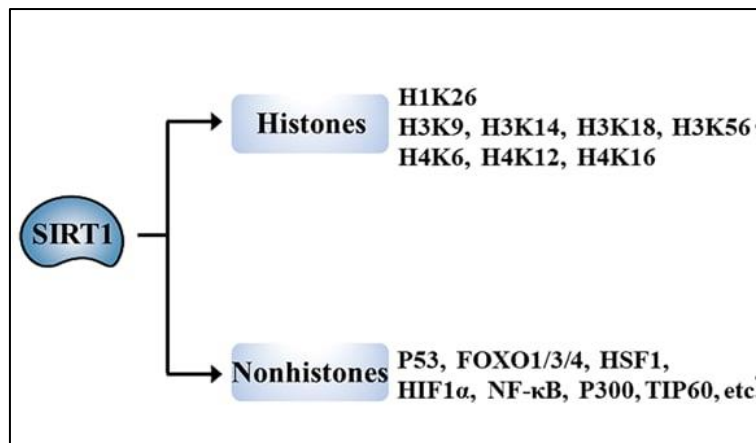 H1K26
Histones
H3K9, H3K14, H3K18, H3K56
H4K6, H4K12, H4K16
SIRT1
P53, FOXO1/3/4, HSF1,
Nonhistones
HIF1α, NF-κB, P300, TIP60, etc